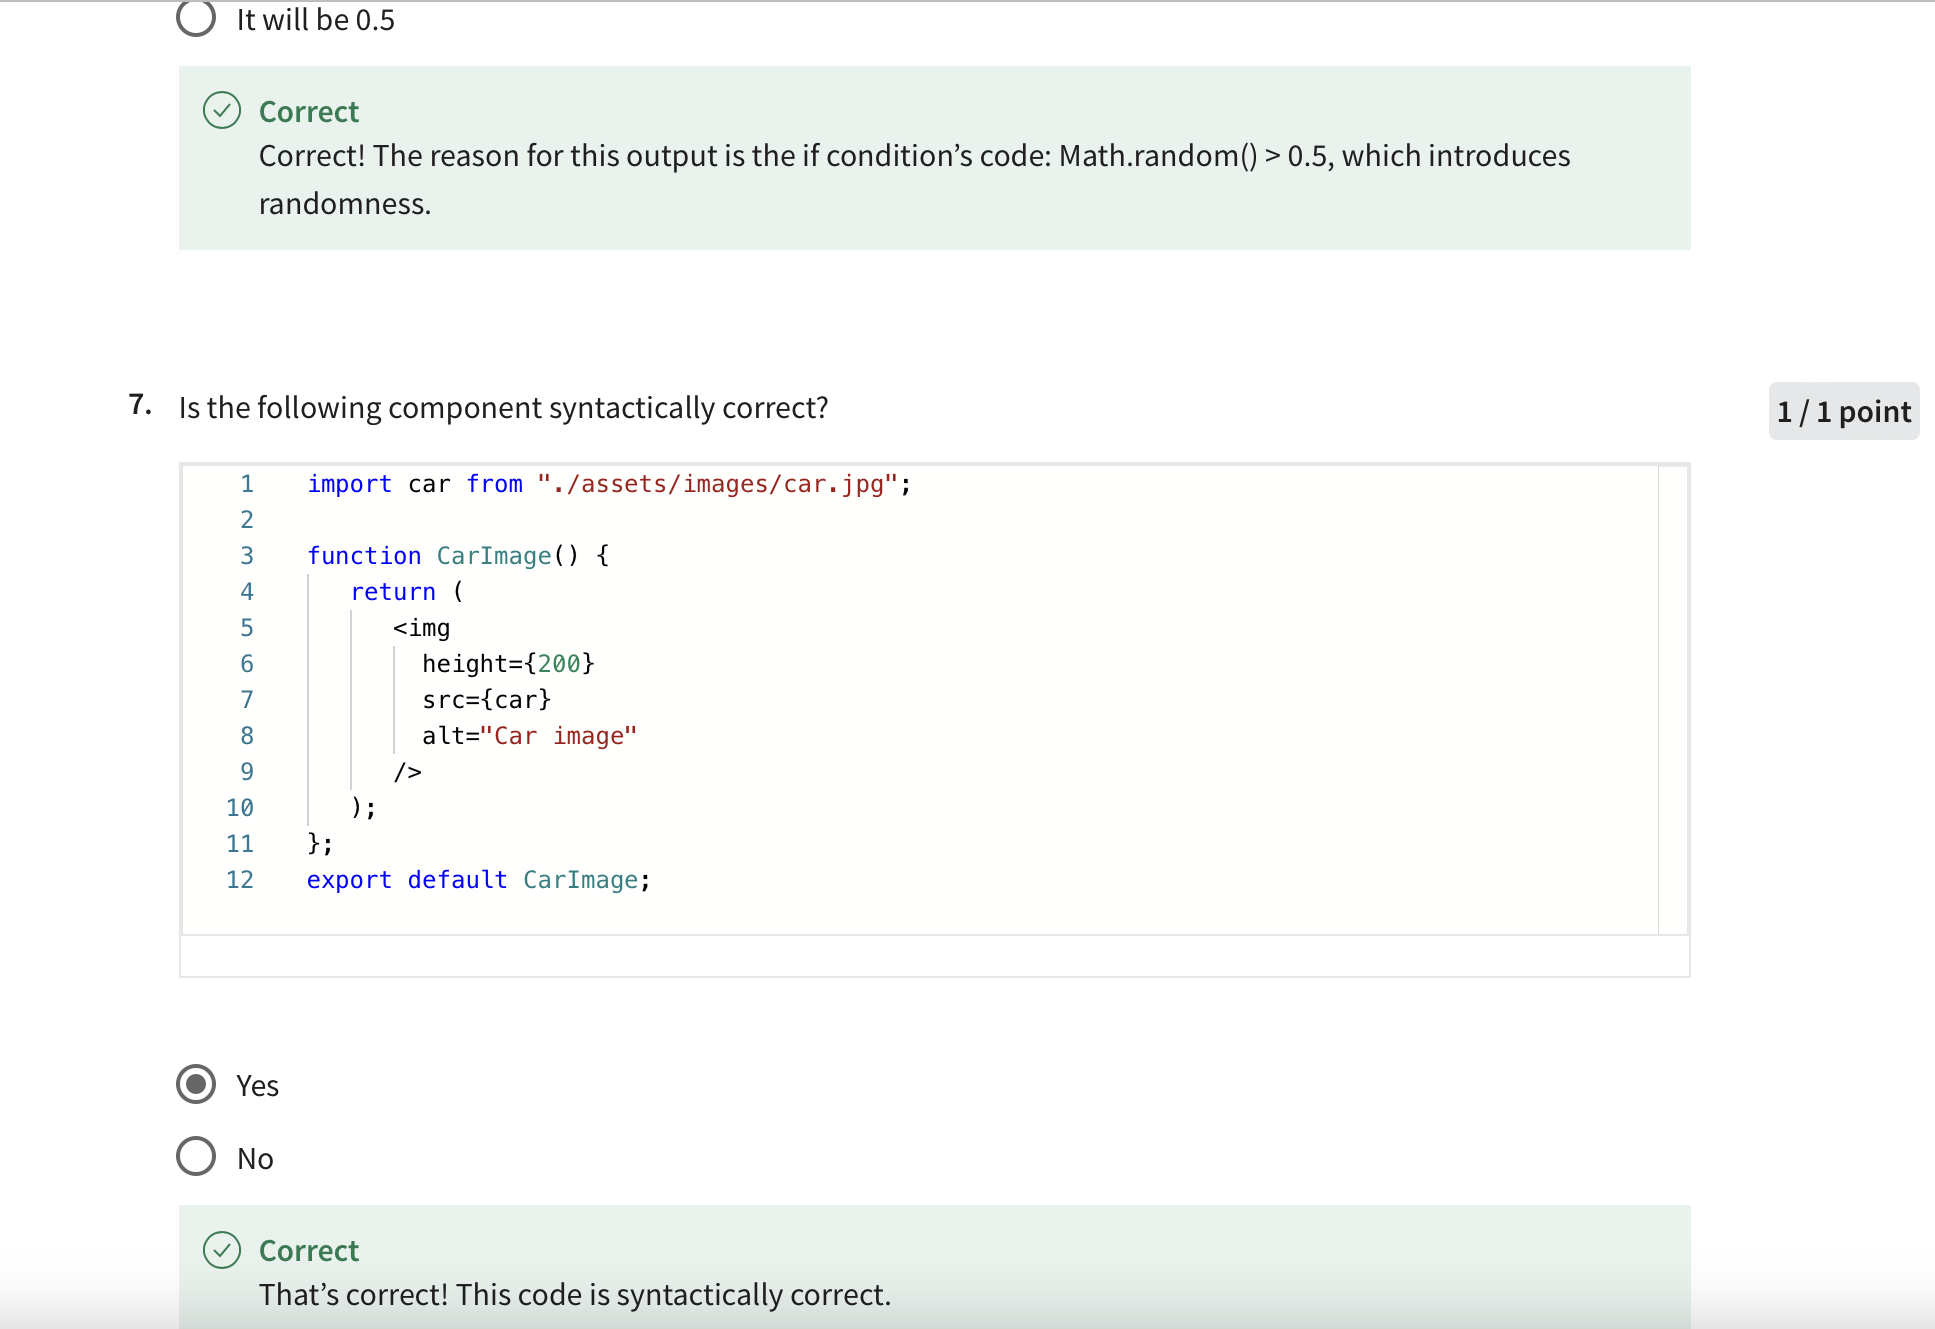 It will be 0.5
Correct
Correct! The reason for this output is the if condition’s code: Math.random() > 0.5, which introduces
randomness.
7. Is the following component syntactically correct?
1 / 1 point
1 import car from "./assets/images/car.jpg";
2
3 function CarImage() {
4 return (
5 <img
6 height={200}
7 src={car}
8 alt="Car image"
9 />
10 );
11 };
12 export default CarImage;
Yes
No
Correct
That’s correct! This code is syntactically correct.